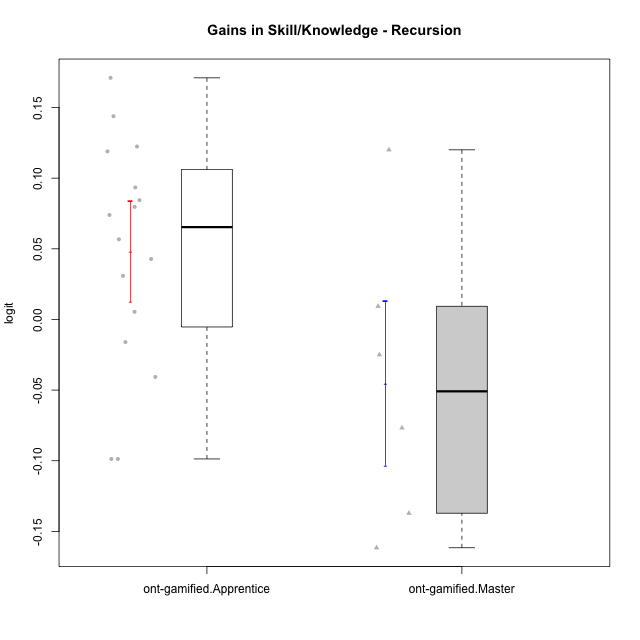 Gains in Skill/Knowledge - Recursion
logit
0.15
0.10
0.05
0.00
-0.05
-0.10
-0.15
ont-gamified.Apprentice
ont-gamified.Master